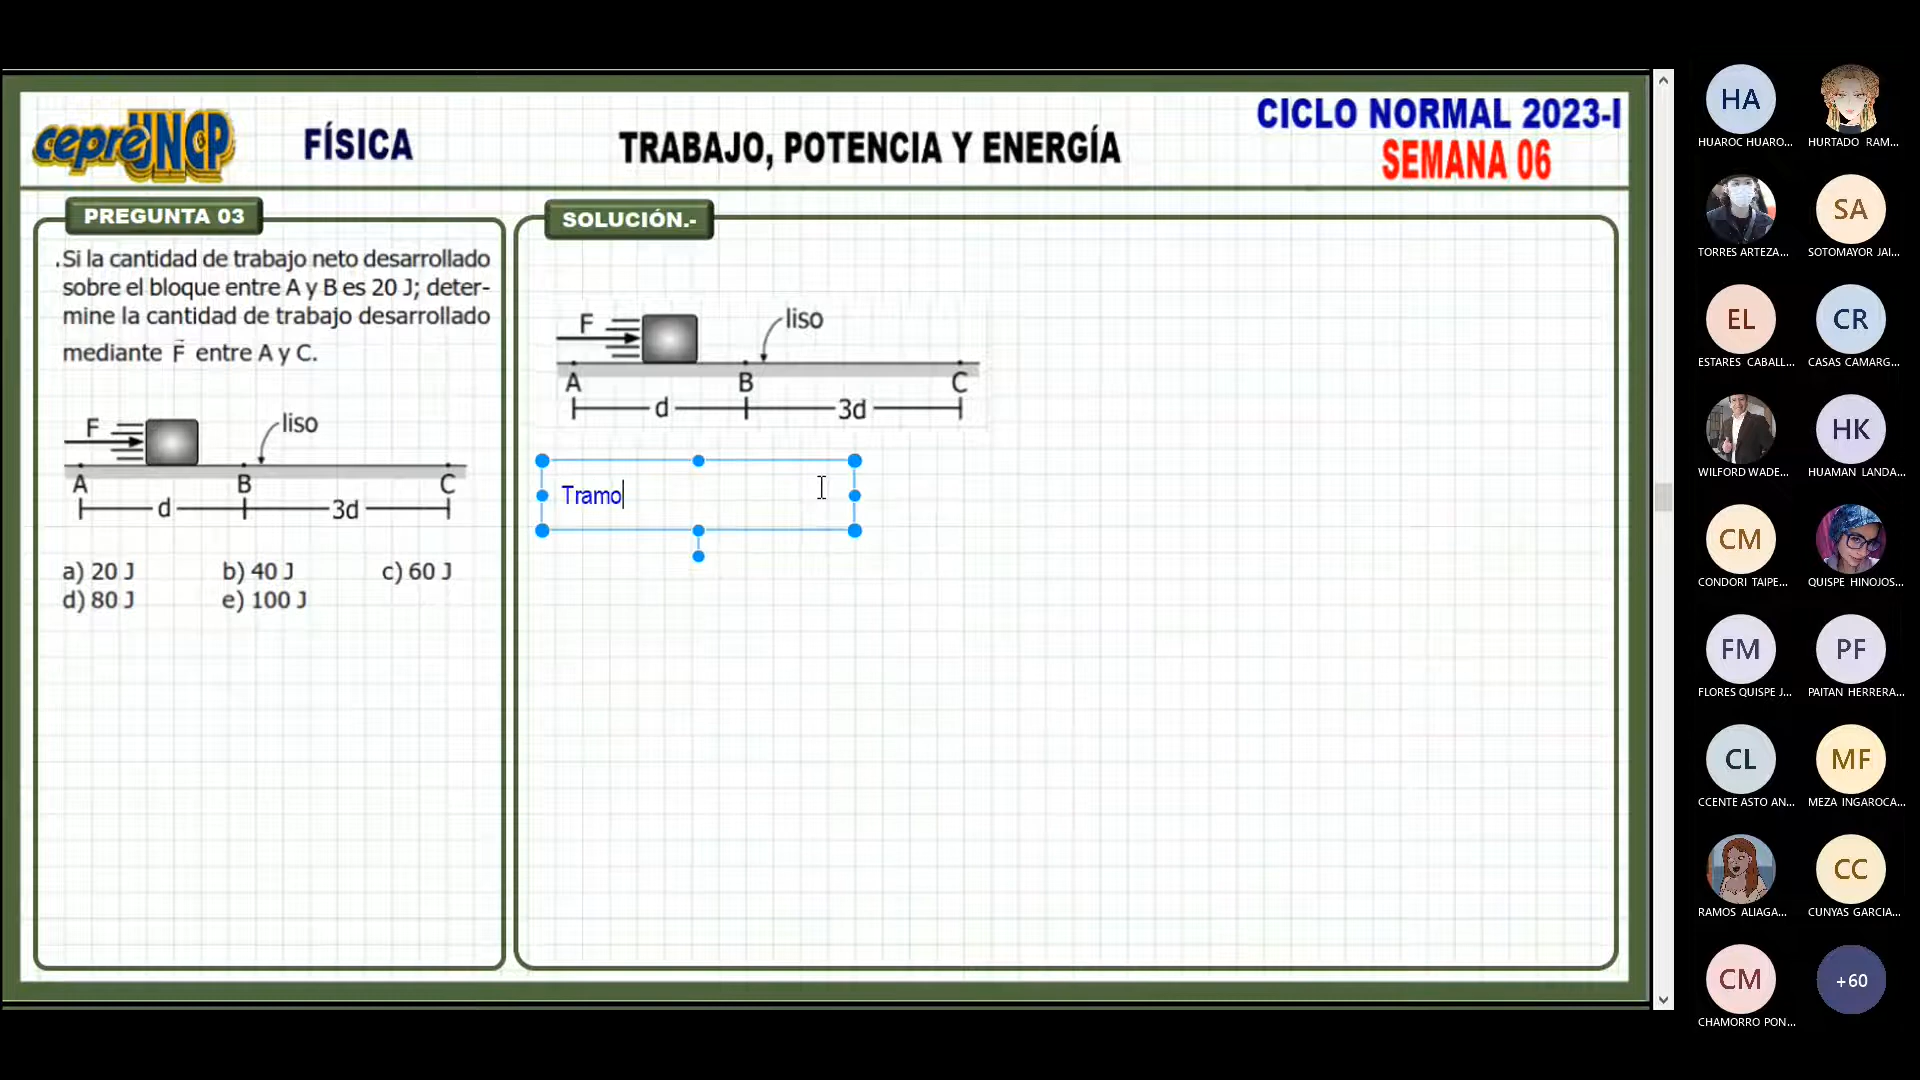 cepreUNCP
FÍSICA
TRABAJO, POTENCIA Y ENERGÍA
CICLO NORMAL 2023-I
SEMANA 06
PREGUNTA 03
.Si la cantidad de trabajo neto desarrollado
sobre el bloque entre A y B es 20 J; deter-
mine la cantidad de trabajo desarrollado
mediante F entre A y C.
F
liso
A B C
d 3d
a) 20 J b) 40 J c) 60 J
d) 80 J e) 100 J
SOLUCIÓN.-
F
liso
A B C
d 3d
Tramo
HA
HUAROC HUARO...
HURTADO RAM...
TORRES ARTEZA...
SA
SOTOMAYOR JAI...
EL
ESTARES CABALL...
CR
CASAS CAMARG...
WILFORD WADE...
HK
HUAMAN LANDA...
CM
CONDORI TAIPE...
QUISPE HINOJOS...
FM
FLORES QUISPE J...
PF
PAITAN HERRERA...
CL
CCENTE ASTO AN...
MF
MEZA INGAROCA...
RAMOS ALIAGA...
CC
CUNYAS GARCIA...
CM
CHAMORRO PON...
+60